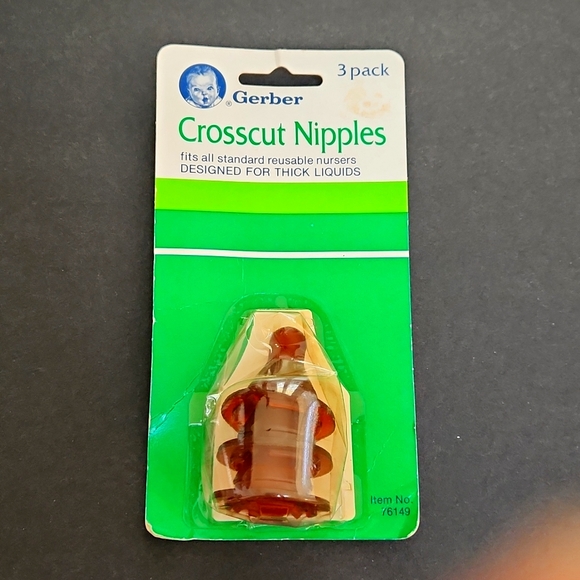 3 pack
® Gerber
Crosscut Nipples
fits all standard reusable nursers
DESIGNED FOR THICK LIQUIDS
Item No.
76149